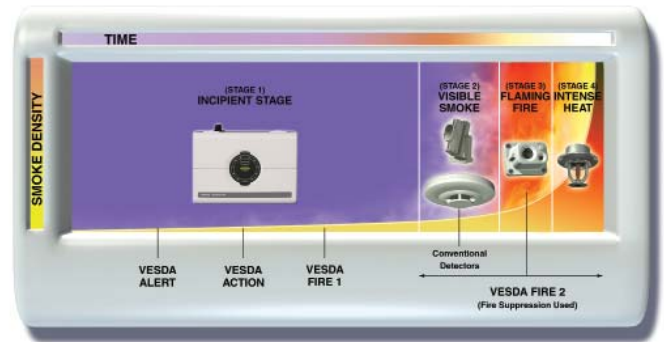 TIME
SMOKE DENSITY
(STAGE 1)
INCIPIENT STAGE
(STAGE 2)
VISIBLE
SMOKE
(STAGE 3)
FLAMING
FIRE
(STAGE 4)
INTENSE
HEAT
Conventional
Detectors
VESDA
ALERT
VESDA
ACTION
VESDA
FIRE 1
VESDA FIRE 2
(Fire Suppression Used)